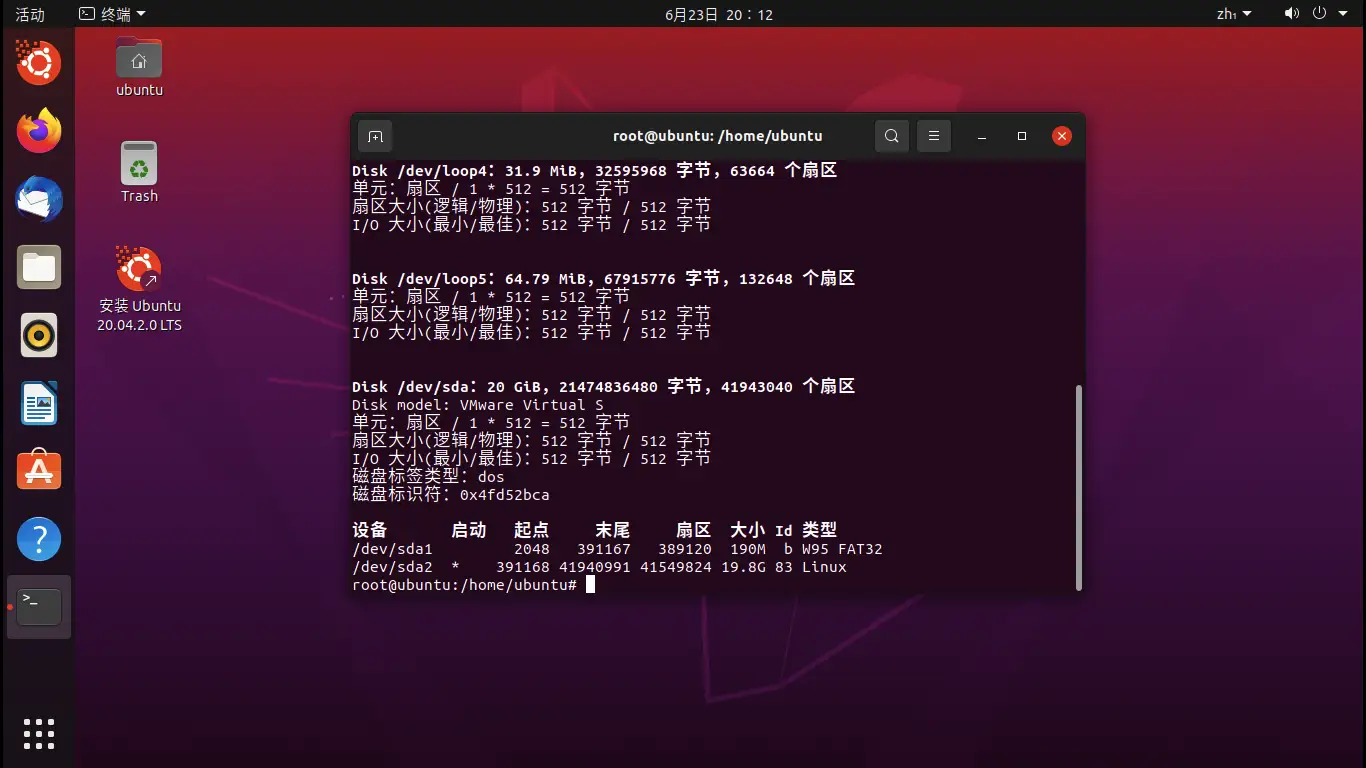 活动
终端
6月23日 20：12
zh₁
ubuntu
Trash
安装 Ubuntu
20.04.2.0 LTS
root@ubuntu: /home/ubuntu
Disk /dev/loop4：31.9 MiB，32595968 字节，63664 个扇区
单元：扇区 / 1 * 512 = 512 字节
扇区大小(逻辑/物理)：512 字节 / 512 字节
I/O 大小(最小/最佳)：512 字节 / 512 字节
Disk /dev/loop5：64.79 MiB，67915776 字节，132648 个扇区
单元：扇区 / 1 * 512 = 512 字节
扇区大小(逻辑/物理)：512 字节 / 512 字节
I/O 大小(最小/最佳)：512 字节 / 512 字节
Disk /dev/sda：20 GiB，21474836480 字节，41943040 个扇区
Disk model: VMware Virtual S
单元：扇区 / 1 * 512 = 512 字节
扇区大小(逻辑/物理)：512 字节 / 512 字节
I/O 大小(最小/最佳)：512 字节 / 512 字节
磁盘标签类型：dos
磁盘标识符：0x4fd52bca
设备 启动 起点 末尾 扇区 大小 Id 类型
/dev/sda1 2048 391167 389120 190M b W95 FAT32
/dev/sda2 * 391168 41940991 41549824 19.8G 83 Linux
root@ubuntu:/home/ubuntu#